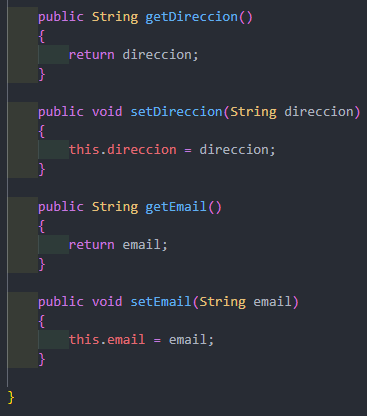 public String getDireccion()
{
return direccion;
}
public void setDireccion(String direccion)
{
this.direccion = direccion;
}
public String getEmail()
{
return email;
}
public void setEmail(String email)
{
this.email = email;
}
}